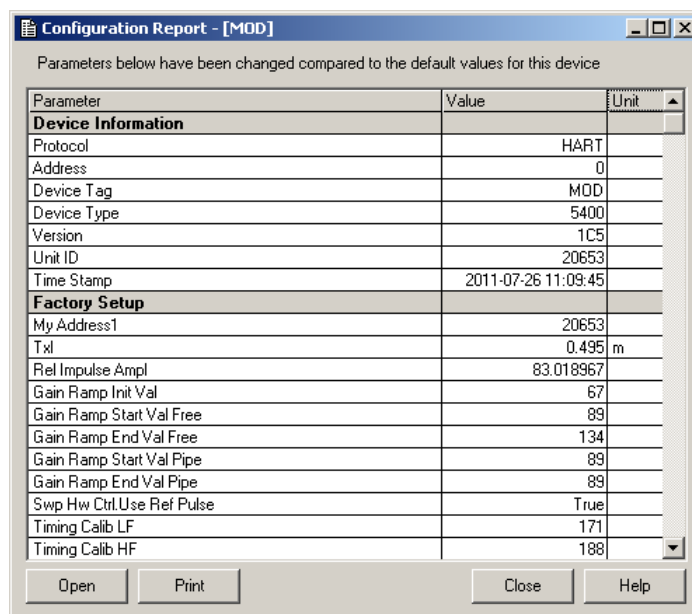 Configuration Report - [MOD]
Parameters below have been changed compared to the default values for this device
Parameter Value Unit
Device Information
Protocol HART
Address 0
Device Tag MOD
Device Type 5400
Version 1C5
Unit ID 20653
Time Stamp 2011-07-26 11:09:45
Factory Setup
My Address1 20653
Txl 0.495 m
Rel Impulse Ampl 83.018967
Gain Ramp Init Val 67
Gain Ramp Start Val Free 89
Gain Ramp End Val Free 134
Gain Ramp Start Val Pipe 89
Gain Ramp End Val Pipe 89
Swp Hw Ctrl.Use Ref Pulse True
Timing Calib LF 171
Timing Calib HF 188
Open Print Close Help